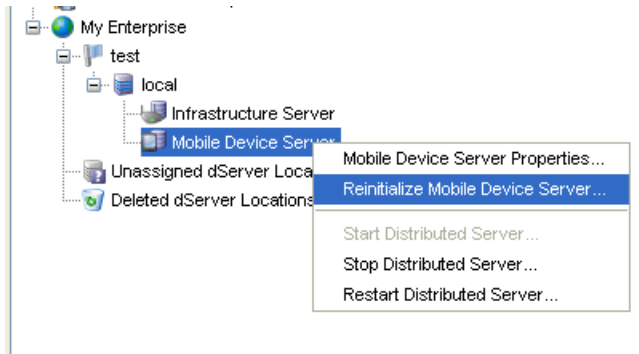 My Enterprise
test
local
Infrastructure Server
Mobile Device Server
Unassigned dServer Loca
Deleted dServer Locations
Mobile Device Server Properties...
Reinitialize Mobile Device Server...
Start Distributed Server...
Stop Distributed Server...
Restart Distributed Server...